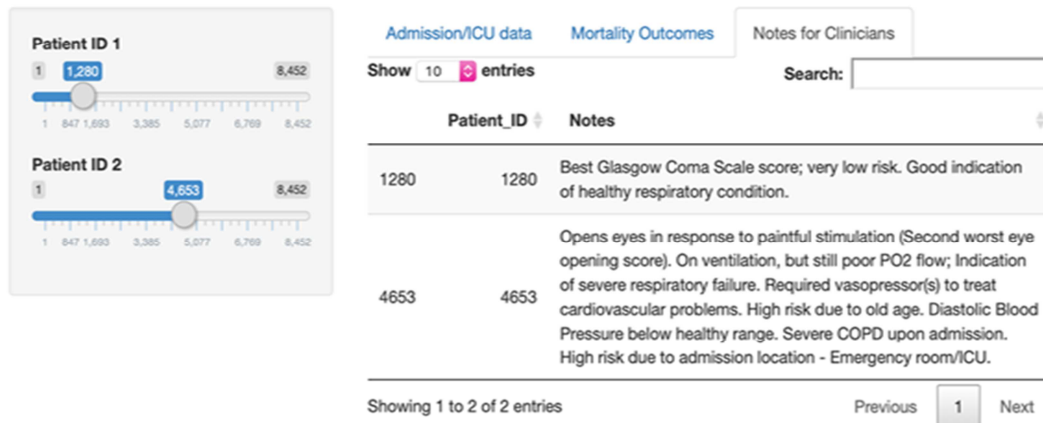 Patient ID 1
1 1,280 8,452
1 847 1,693 3,385 5,077 6,769 8,452
Patient ID 2
1 4,653 8,452
1 847 1,693 3,385 5,077 6,769 8,452
Admission/ICU data Mortality Outcomes Notes for Clinicians
Show 10 entries Search:
Patient_ID Notes
1280 1280 Best Glasgow Coma Scale score; very low risk. Good indication
of healthy respiratory condition.
4653 4653 Opens eyes in response to paintful stimulation (Second worst eye
opening score). On ventilation, but still poor PO2 flow; Indication
of severe respiratory failure. Required vasopressor(s) to treat
cardiovascular problems. High risk due to old age. Diastolic Blood
Pressure below healthy range. Severe COPD upon admission.
High risk due to admission location - Emergency room/ICU.
Showing 1 to 2 of 2 entries Previous 1 Next